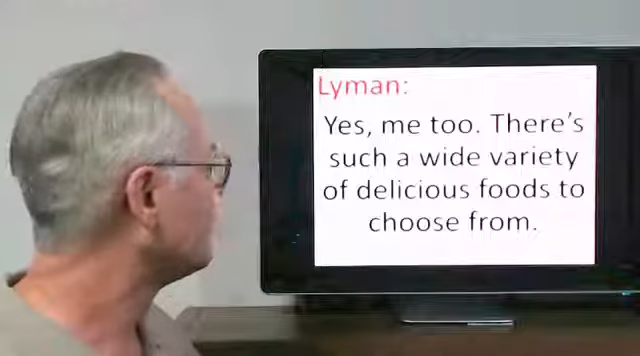 Lyman:
Yes, me too. There's
such a wide variety
of delicious foods to
choose from.